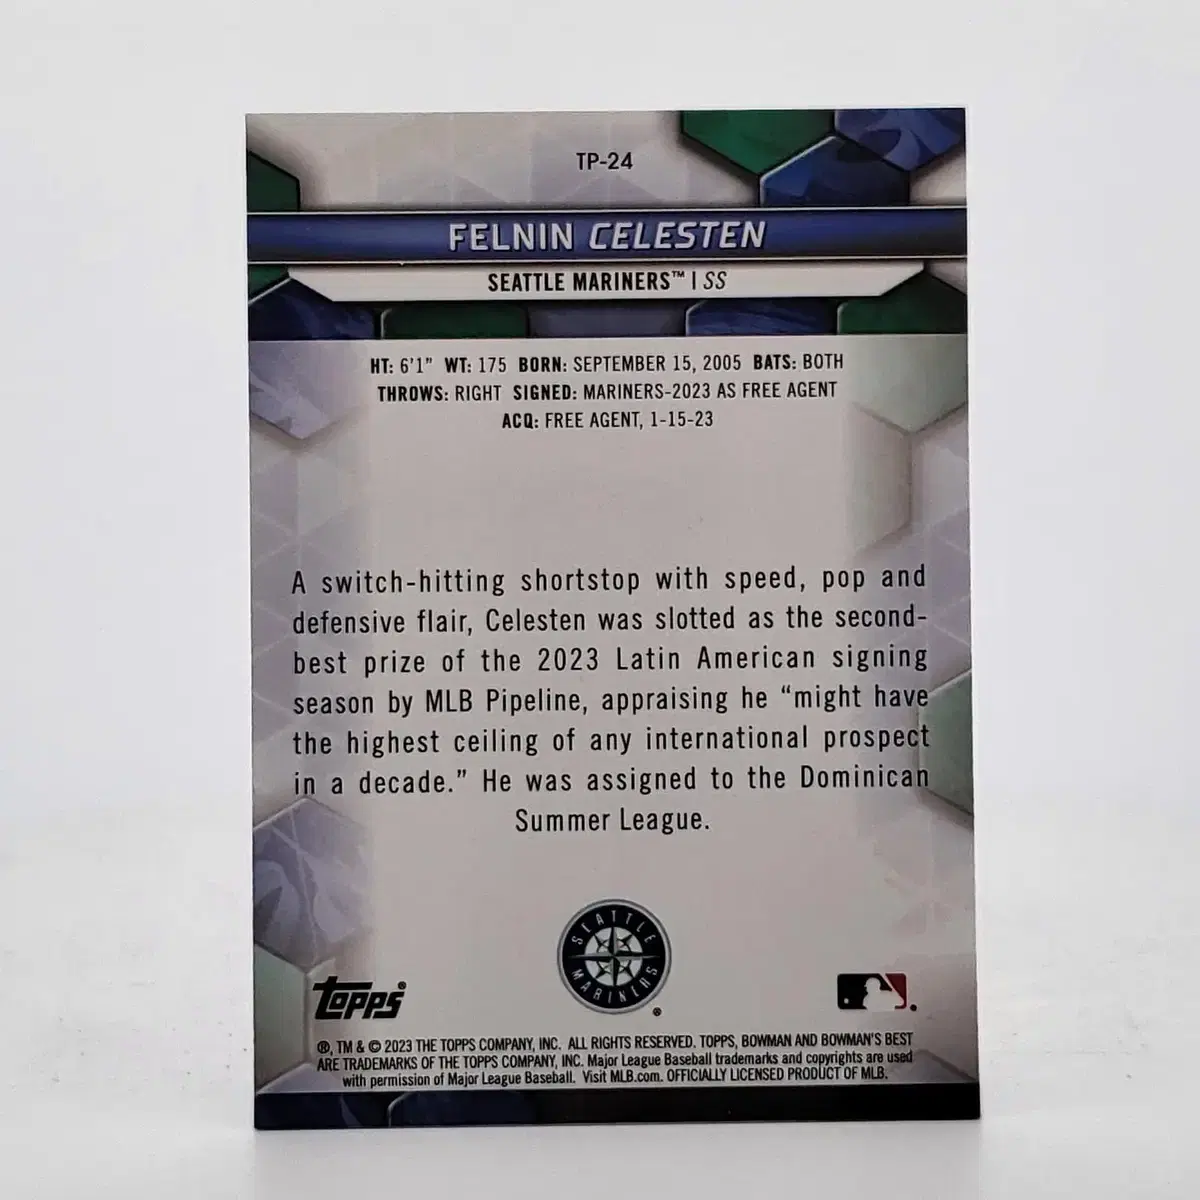 TP-24
FELNIN CELESTEN
SEATTLE MARINERS™ | SS
HT: 6'1" WT: 175 BORN: SEPTEMBER 15, 2005 BATS: BOTH
THROWS: RIGHT SIGNED: MARINERS-2023 AS FREE AGENT
ACQ: FREE AGENT, 1-15-23
A switch-hitting shortstop with speed, pop and
defensive flair, Celesten was slotted as the second-
best prize of the 2023 Latin American signing
season by MLB Pipeline, appraising he “might have
the highest ceiling of any international prospect
in a decade.” He was assigned to the Dominican
Summer League.
SEATTLE
MARINERS
®
Topps®
®, TM & © 2023 THE TOPPS COMPANY, INC. ALL RIGHTS RESERVED. TOPPS, BOWMAN AND BOWMAN'S BEST
ARE TRADEMARKS OF THE TOPPS COMPANY, INC. Major League Baseball trademarks and copyrights are used
with permission of Major League Baseball. Visit MLB.com. OFFICIALLY LICENSED PRODUCT OF MLB.